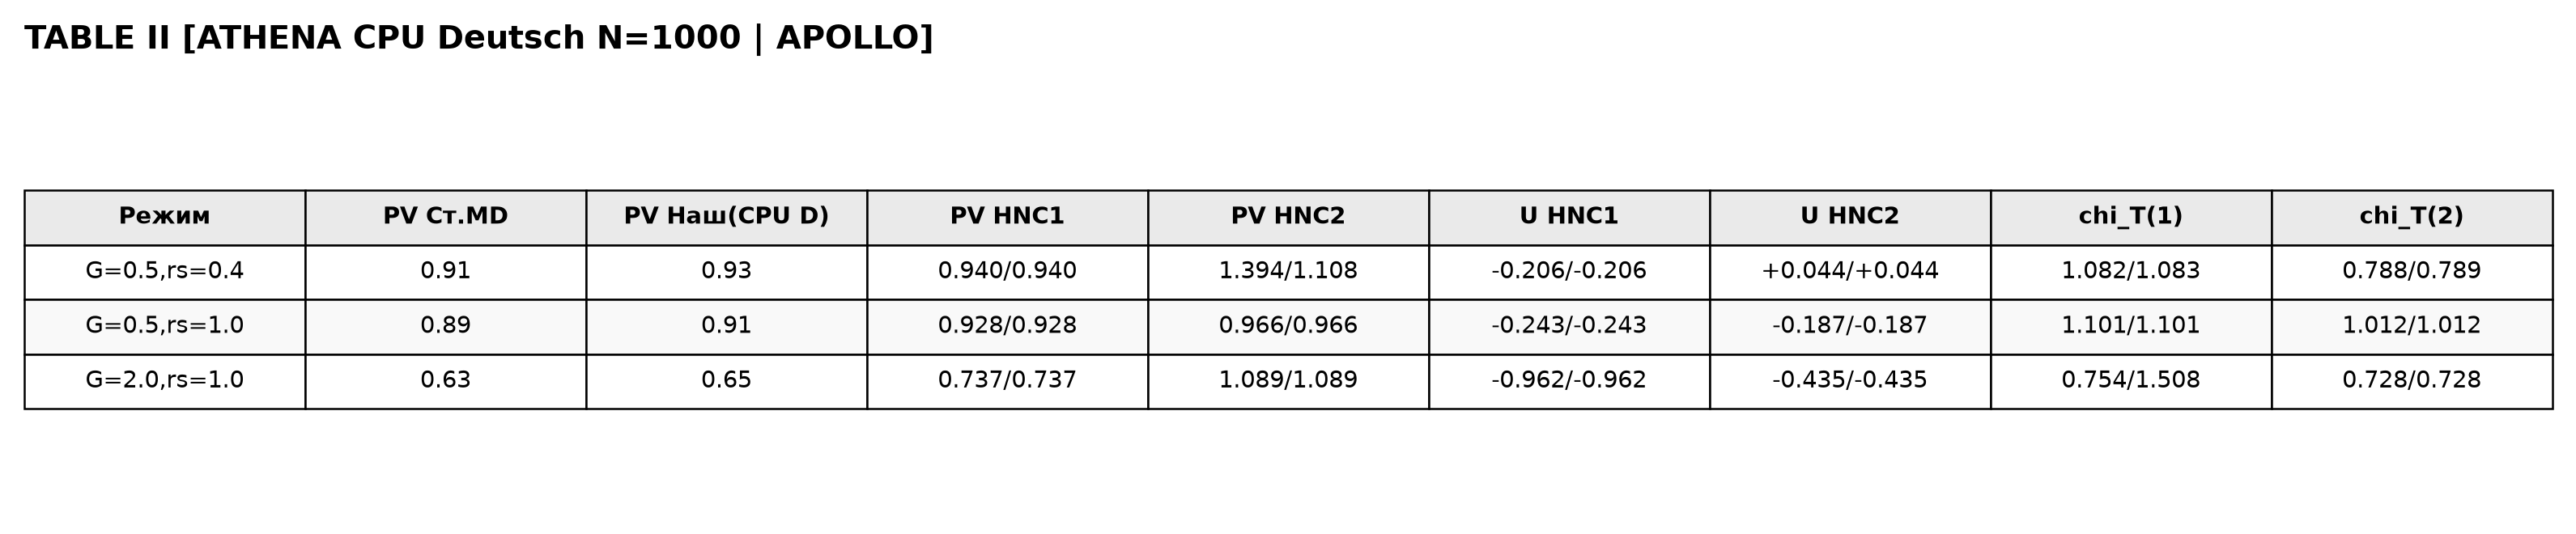 TABLE II [ATHENA CPU Deutsch N=1000 | APOLLO]
Режим PV Ст.MD PV Наш(CPU D) PV HNC1 PV HNC2 U HNC1 U HNC2 chi_T(1) chi_T(2)
G=0.5,rs=0.4 0.91 0.93 0.940/0.940 1.394/1.108 -0.206/-0.206 +0.044/+0.044 1.082/1.083 0.788/0.789
G=0.5,rs=1.0 0.89 0.91 0.928/0.928 0.966/0.966 -0.243/-0.243 -0.187/-0.187 1.101/1.101 1.012/1.012
G=2.0,rs=1.0 0.63 0.65 0.737/0.737 1.089/1.089 -0.962/-0.962 -0.435/-0.435 0.754/1.508 0.728/0.728